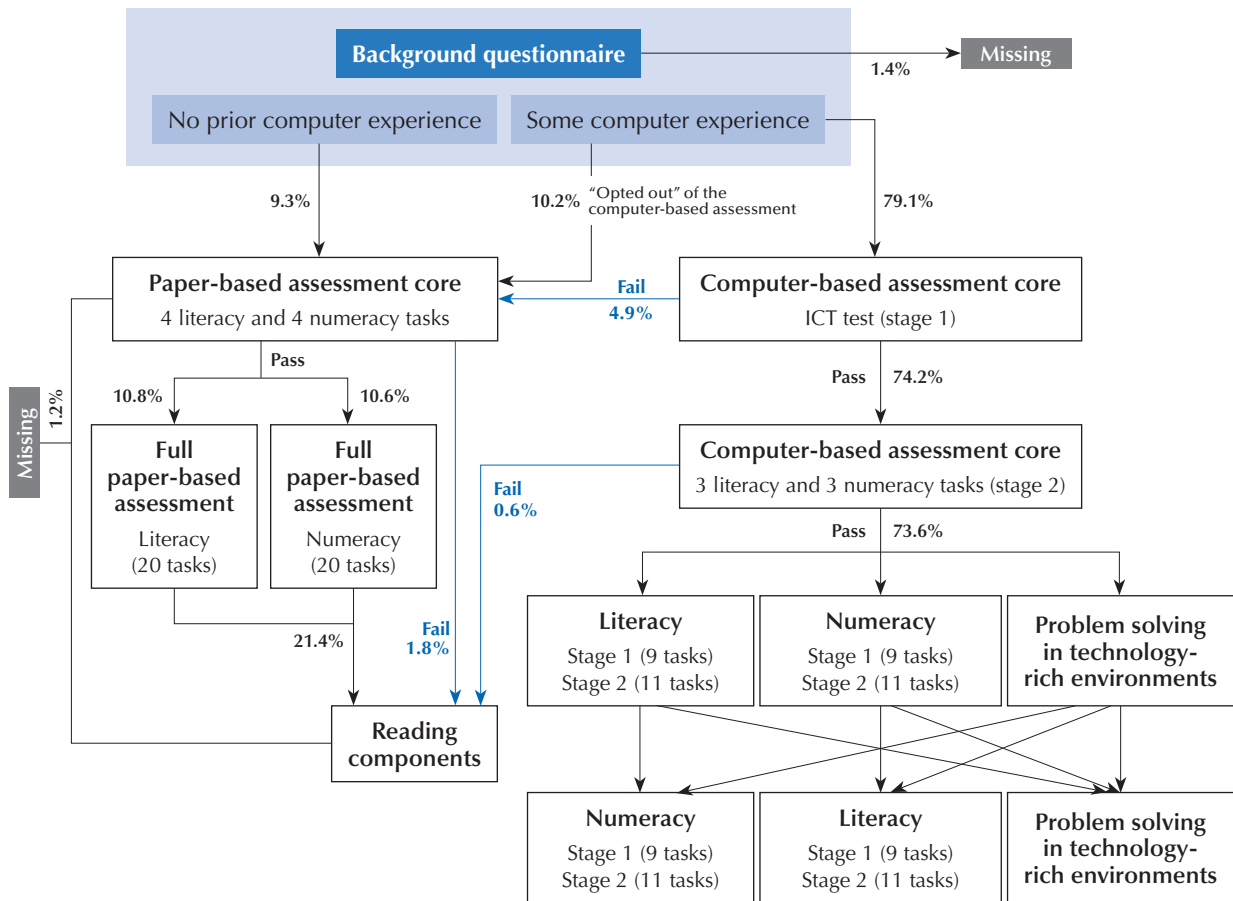 Background questionnaire
Missing
1.4%
No prior computer experience
Some computer experience
9.3%
10.2%
“Opted out” of the
computer-based assessment
79.1%
Paper-based assessment core
4 literacy and 4 numeracy tasks
Fail
4.9%
Computer-based assessment core
ICT test (stage 1)
Pass
Pass
74.2%
Missing
1.2%
10.8%
10.6%
Full
paper-based
assessment
Literacy
(20 tasks)
Full
paper-based
assessment
Numeracy
(20 tasks)
Computer-based assessment core
3 literacy and 3 numeracy tasks (stage 2)
Fail
0.6%
Pass
73.6%
21.4%
Fail
1.8%
Literacy
Stage 1 (9 tasks)
Stage 2 (11 tasks)
Numeracy
Stage 1 (9 tasks)
Stage 2 (11 tasks)
Problem solving
in technology-
rich environments
Reading
components
Numeracy
Stage 1 (9 tasks)
Stage 2 (11 tasks)
Literacy
Stage 1 (9 tasks)
Stage 2 (11 tasks)
Problem solving
in technology-
rich environments